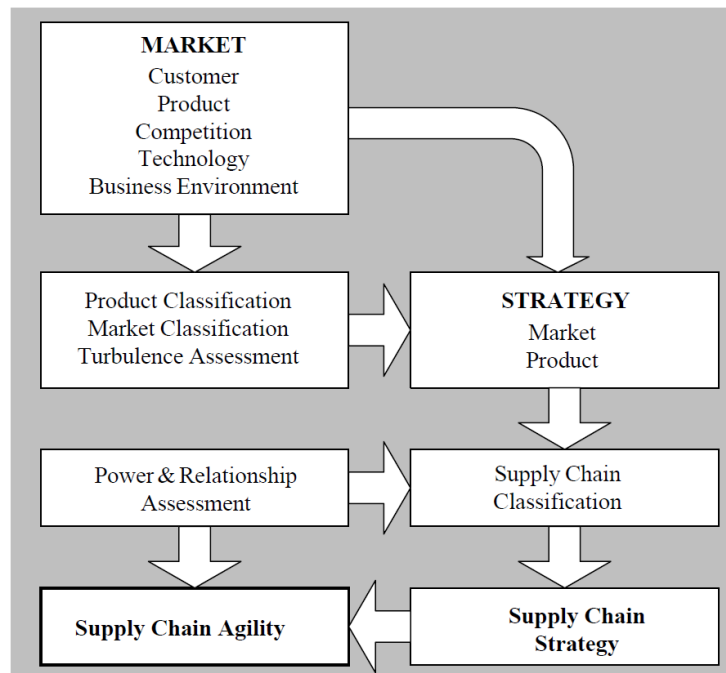 MARKET
Customer
Product
Competition
Technology
Business Environment
Product Classification
Market Classification
Turbulence Assessment
STRATEGY
Market
Product
Power & Relationship
Assessment
Supply Chain
Classification
Supply Chain Agility
Supply Chain
Strategy